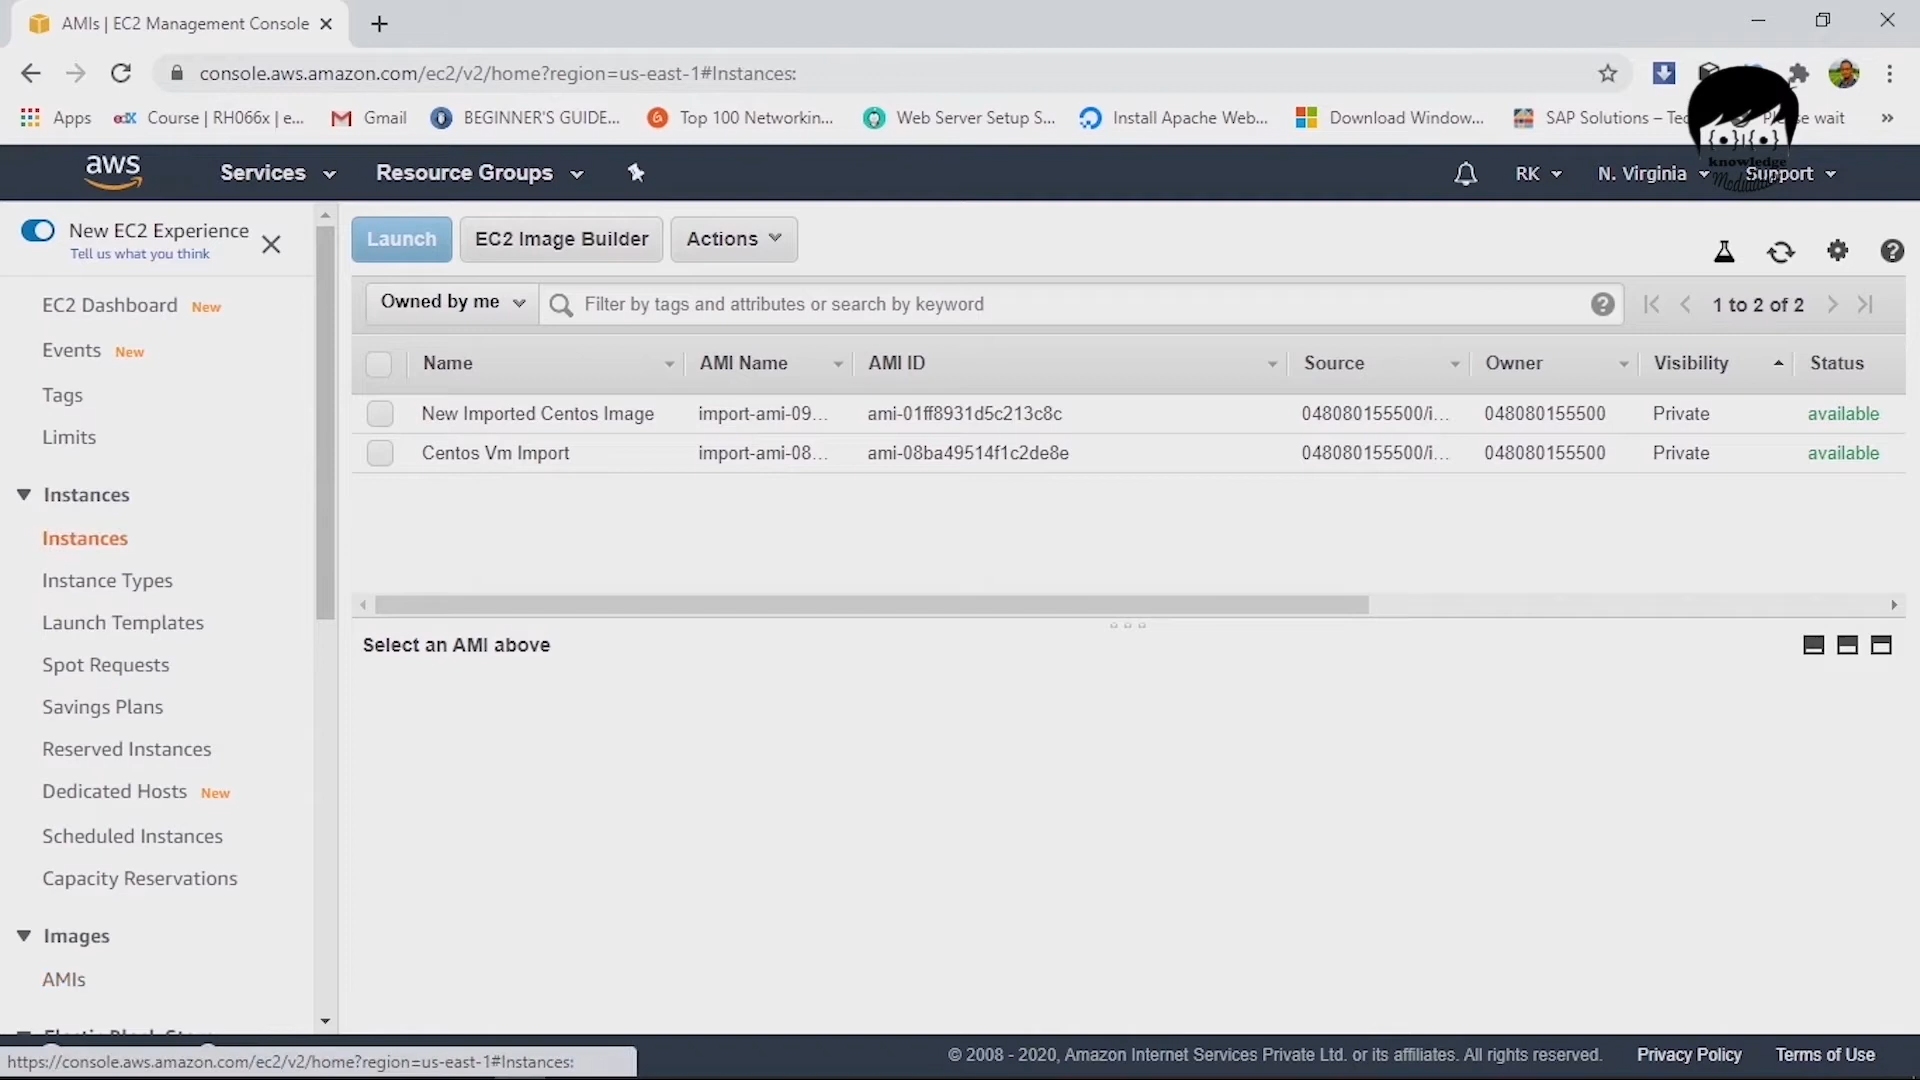 AMIs | EC2 Management Console
console.aws.amazon.com/ec2/v2/home?region=us-east-1#Instances:
Apps
edX Course | RH066x | e...
Gmail
BEGINNER'S GUIDE...
Top 100 Networkin...
Web Server Setup S...
Install Apache Web...
Download Window...
SAP Solutions – Tec
wait
»
knowledge
aws
Services
Resource Groups
RK
N. Virginia
Support
New EC2 Experience
Tell us what you think
EC2 Dashboard New
Events New
Tags
Limits
Instances
Instances
Instance Types
Launch Templates
Spot Requests
Savings Plans
Reserved Instances
Dedicated Hosts New
Scheduled Instances
Capacity Reservations
Images
AMIs
Launch
EC2 Image Builder
Actions
Owned by me
Filter by tags and attributes or search by keyword
1 to 2 of 2
Name AMI Name AMI ID Source Owner Visibility Status
New Imported Centos Image import-ami-09... ami-01ff8931d5c213c8c 048080155500/i... 048080155500 Private available
Centos Vm Import import-ami-08... ami-08ba49514f1c2de8e 048080155500/i... 048080155500 Private available
Select an AMI above
https://console.aws.amazon.com/ec2/v2/home?region=us-east-1#Instances:
© 2008 - 2020, Amazon Internet Services Private Ltd. or its affiliates. All rights reserved.
Privacy Policy
Terms of Use